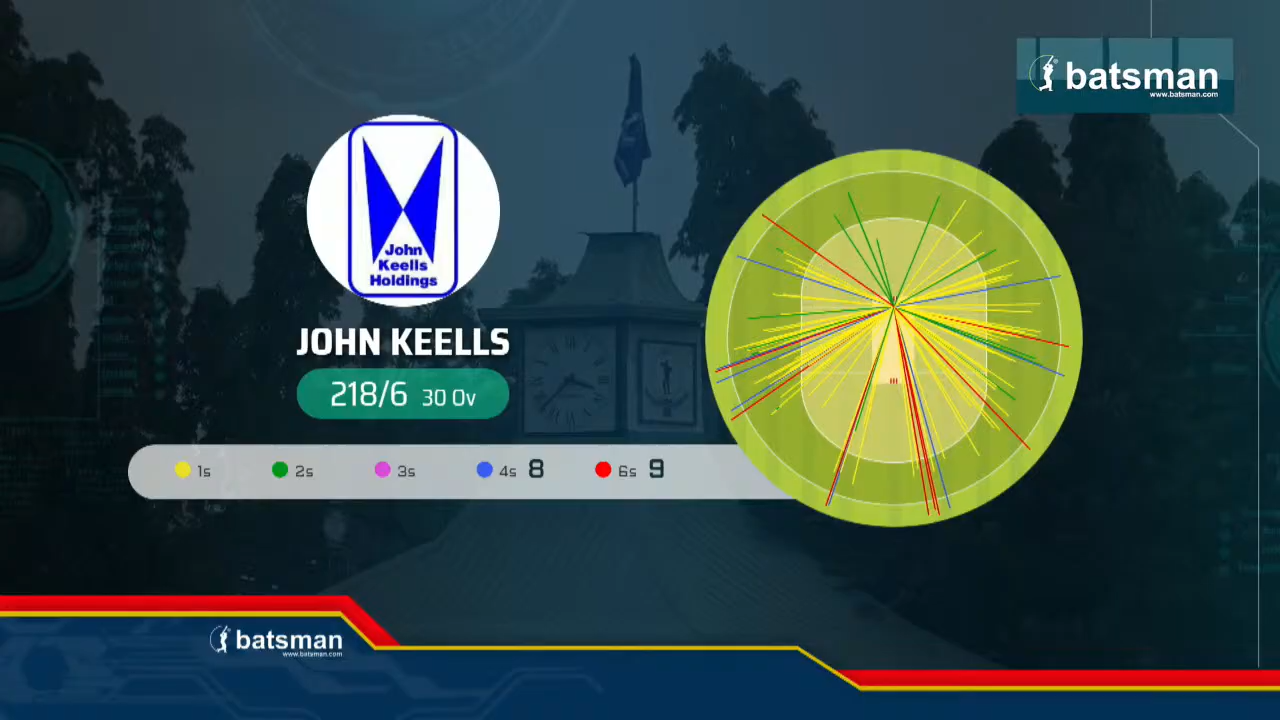 batsman
www.batsman.com
John
Keells
Holdings
JOHN KEELLS
218/6 30 Ov
1s 2s 3s 4s 8 6s 9
batsman
www.batsman.com